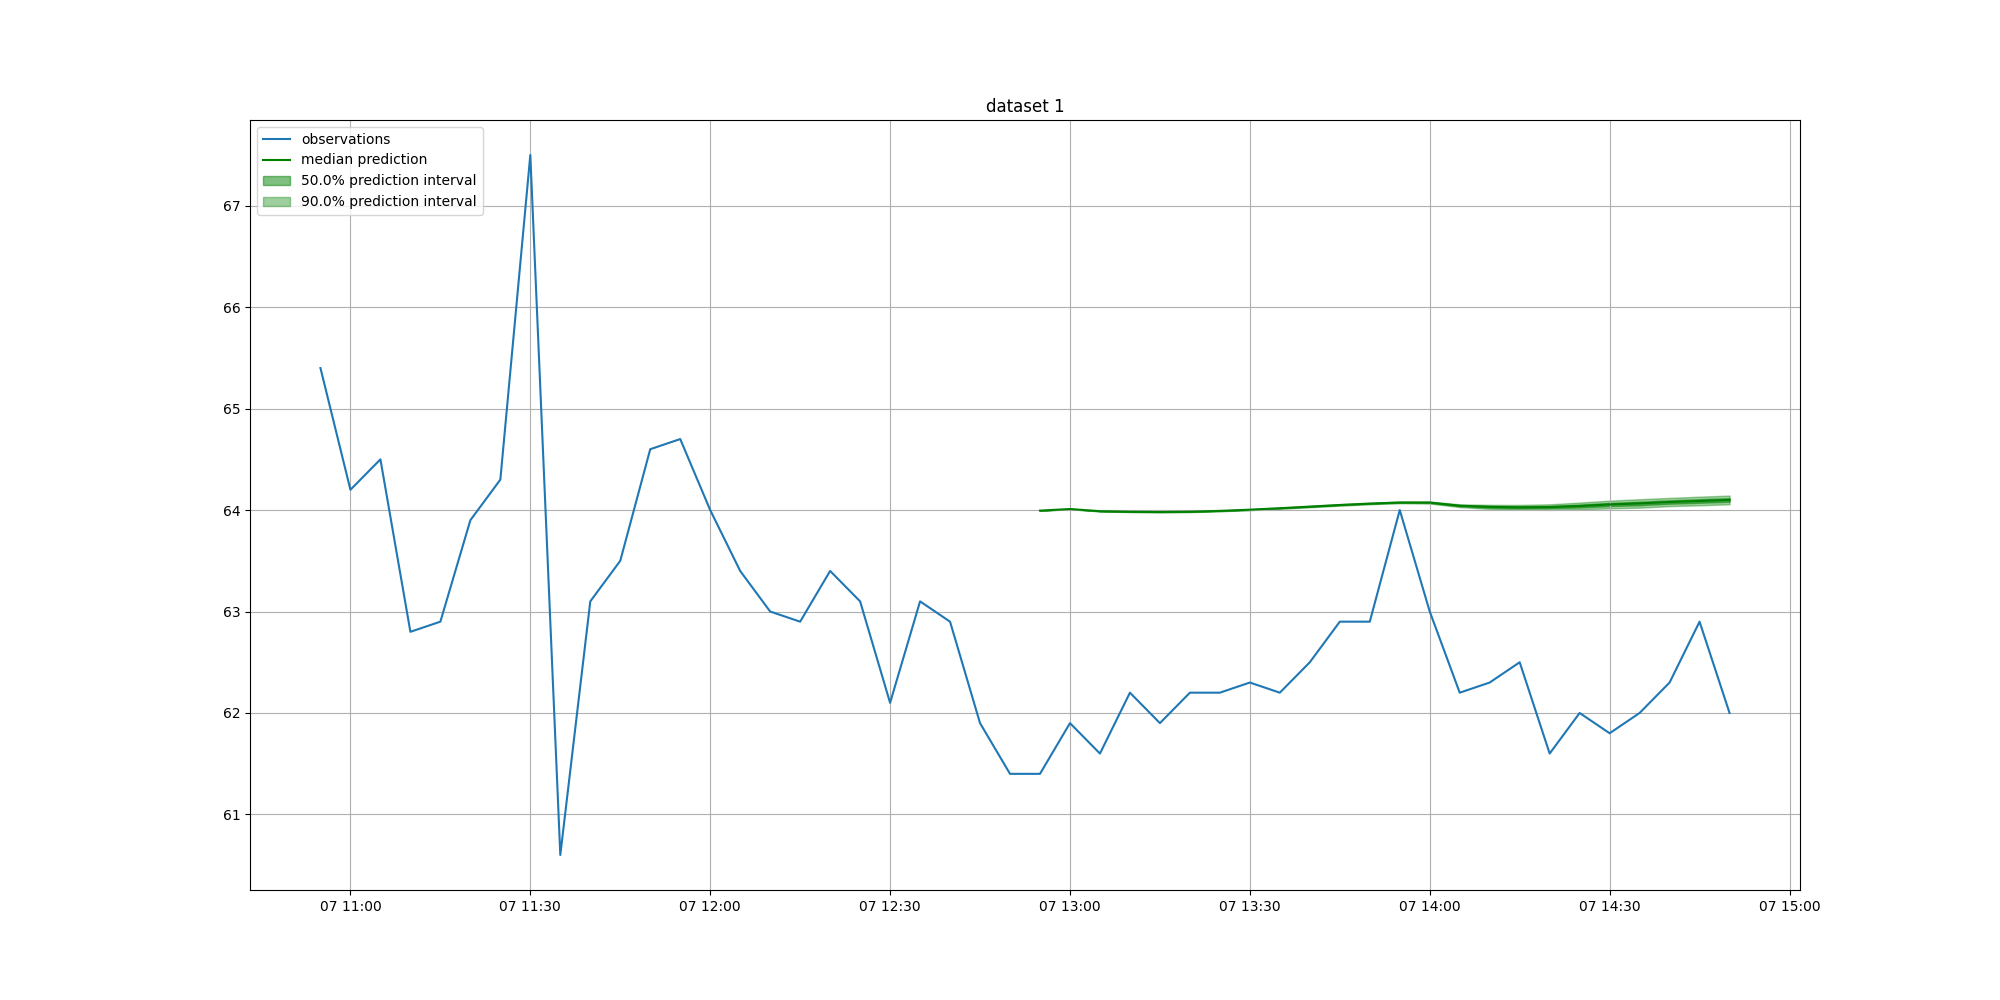 dataset 1
observations
median prediction
50.0% prediction interval
90.0% prediction interval
67
66
65
64
63
62
61
07 11:00 07 11:30 07 12:00 07 12:30 07 13:00 07 13:30 07 14:00 07 14:30 07 15:00